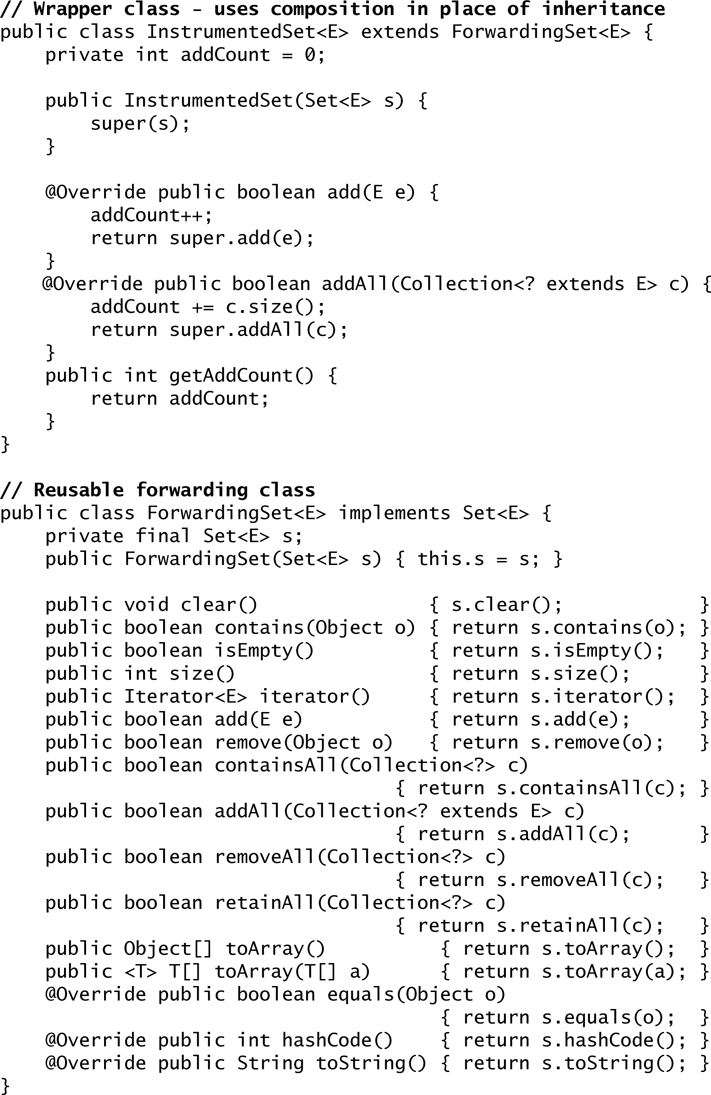 // Wrapper class - uses composition in place of inheritance
public class InstrumentedSet<E> extends ForwardingSet<E> {
    private int addCount = 0;

    public InstrumentedSet(Set<E> s) {
        super(s);
    }

    @Override public boolean add(E e) {
        addCount++;
        return super.add(e);
    }
    @Override public boolean addAll(Collection<? extends E> c) {
        addCount += c.size();
        return super.addAll(c);
    }
    public int getAddCount() {
        return addCount;
    }
}

// Reusable forwarding class
public class ForwardingSet<E> implements Set<E> {
    private final Set<E> s;
    public ForwardingSet(Set<E> s) { this.s = s; }

    public void clear()               { s.clear();            }
    public boolean contains(Object o) { return s.contains(o); }
    public boolean isEmpty()          { return s.isEmpty();   }
    public int size()                 { return s.size();      }
    public Iterator<E> iterator()     { return s.iterator();  }
    public boolean add(E e)           { return s.add(e);      }
    public boolean remove(Object o)   { return s.remove(o);   }
    public boolean containsAll(Collection<?> c)
                                   { return s.containsAll(c); }
    public boolean addAll(Collection<? extends E> c)
                                   { return s.addAll(c);      }
    public boolean removeAll(Collection<?> c)
                                   { return s.removeAll(c);   }
    public boolean retainAll(Collection<?> c)
                                   { return s.retainAll(c);   }
    public Object[] toArray()          { return s.toArray();  }
    public <T> T[] toArray(T[] a)      { return s.toArray(a); }
    @Override public boolean equals(Object o)
                                       { return s.equals(o);  }
    @Override public int hashCode()    { return s.hashCode(); }
    @Override public String toString() { return s.toString(); }
}